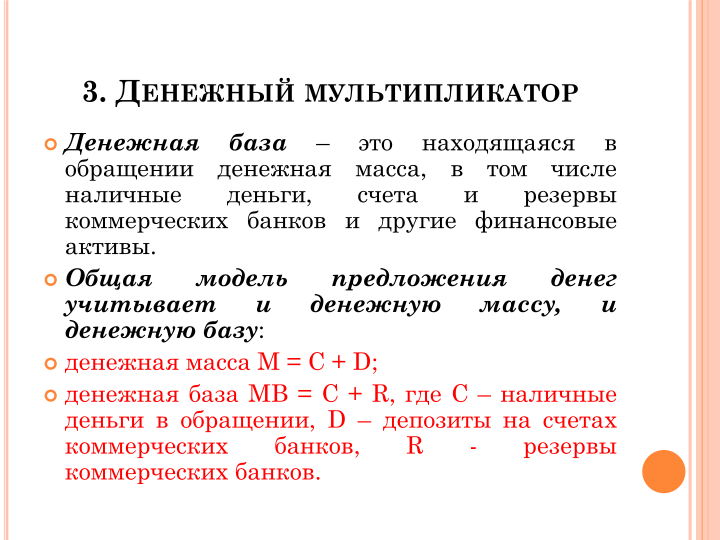 3. Денежный мультипликатор
Денежная база – это находящаяся в
обращении денежная масса, в том числе
наличные деньги, счета и резервы
коммерческих банков и другие финансовые
активы.
Общая модель предложения денег
учитывает и денежную массу, и
денежную базу:
денежная масса M = C + D;
денежная база MB = C + R, где C – наличные
деньги в обращении, D – депозиты на счетах
коммерческих банков, R - резервы
коммерческих банков.